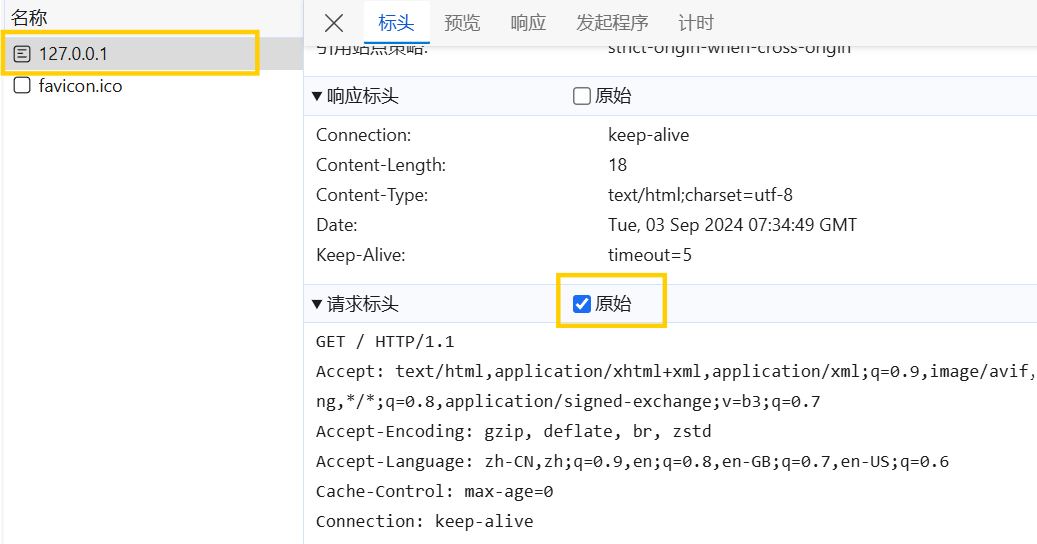 名称
127.0.0.1
favicon.ico
标头 预览 响应 发起程序 计时
引用站点策略: strict-origin-when-cross-origin
响应标头 原始
Connection: keep-alive
Content-Length: 18
Content-Type: text/html;charset=utf-8
Date: Tue, 03 Sep 2024 07:34:49 GMT
Keep-Alive: timeout=5
请求标头 原始
GET / HTTP/1.1
Accept: text/html,application/xhtml+xml,application/xml;q=0.9,image/avif,
ng,*/*;q=0.8,application/signed-exchange;v=b3;q=0.7
Accept-Encoding: gzip, deflate, br, zstd
Accept-Language: zh-CN,zh;q=0.9,en;q=0.8,en-GB;q=0.7,en-US;q=0.6
Cache-Control: max-age=0
Connection: keep-alive